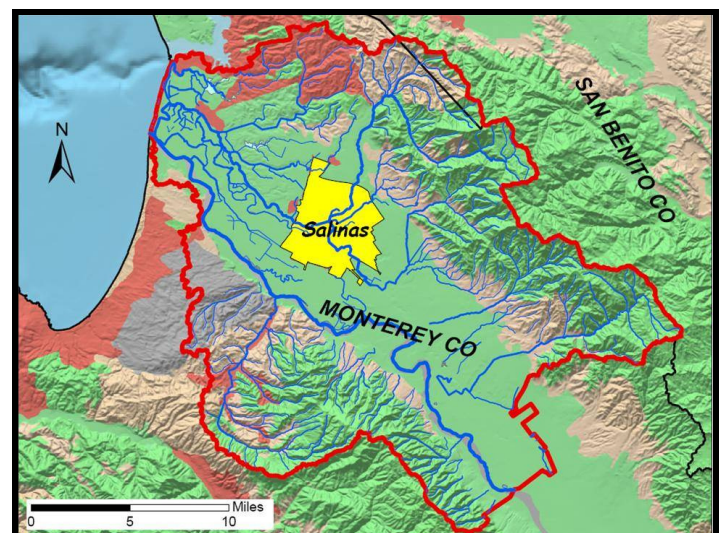 SAN BENITO CO
N
Salinas
MONTEREY CO
Miles
0 5 10